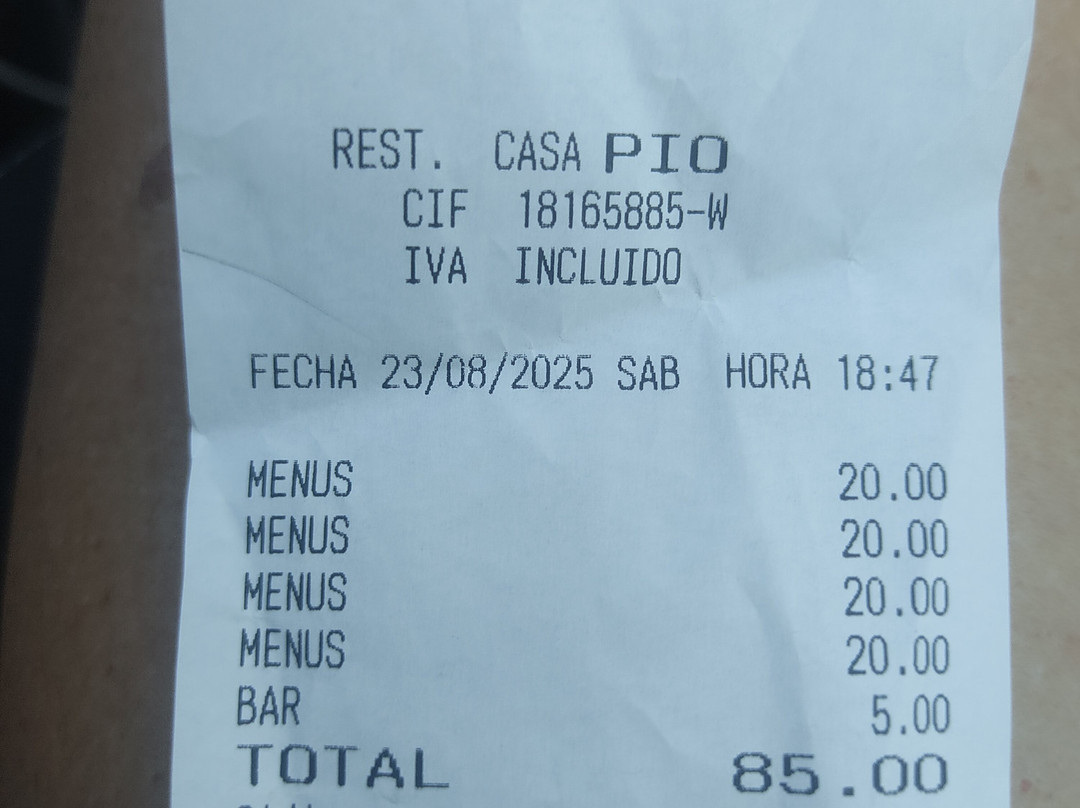 REST. CASA PIO
CIF 18165885-W
IVA INCLUIDO
FECHA 23/08/2025 SAB HORA 18:47
MENUS 20.00
MENUS 20.00
MENUS 20.00
MENUS 20.00
BAR 5.00
TOTAL 85.00